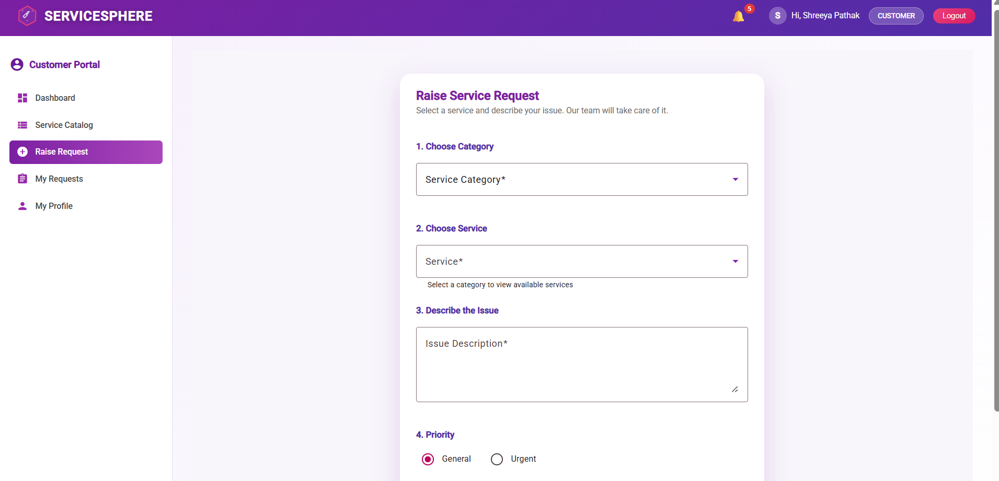 SERVICESPHERE
5
S
Hi, Shreeya Pathak
CUSTOMER
Logout
Customer Portal
Dashboard
Service Catalog
Raise Request
My Requests
My Profile
Raise Service Request
Select a service and describe your issue. Our team will take care of it.
1. Choose Category
Service Category*
2. Choose Service
Service*
Select a category to view available services
3. Describe the Issue
Issue Description*
4. Priority
General
Urgent